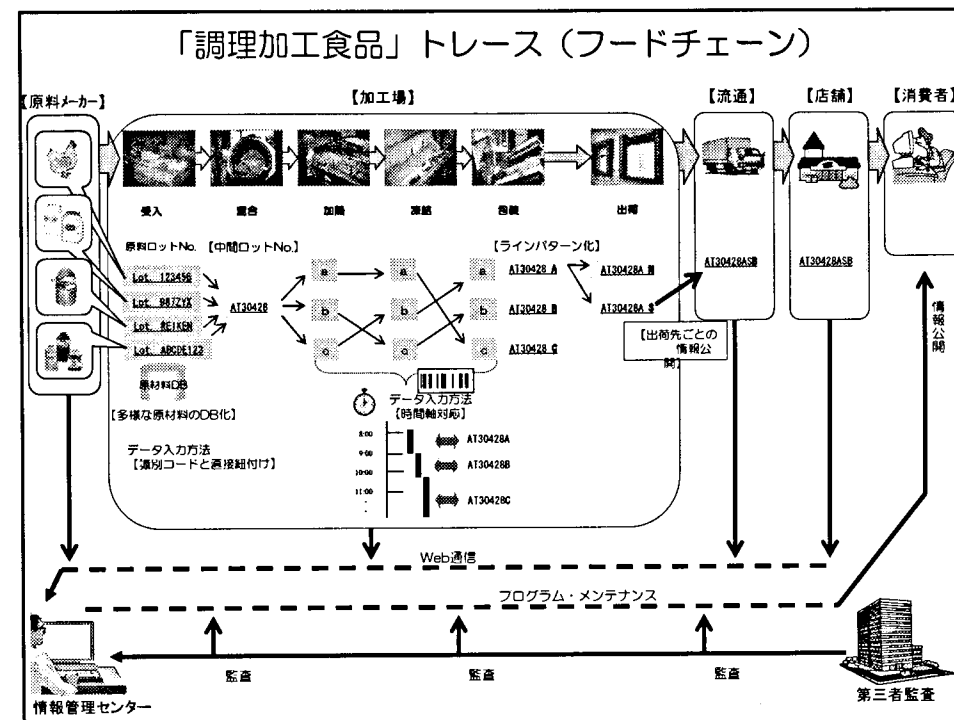 「調理加工食品」トレース（フードチェーン）
【原料メーカー】
【加工場】
【流通】
【店舗】
【消費者】
受入
混合
加熱
凍結
包装
出荷
原料ロットNo.
【中間ロットNo.】
【ラインパターン化】
Lot. 123456
Lot. 987ZYX
Lot. REIKEN
Lot. ABCDE123
AT30428
a
a
a
b
b
b
c
c
c
AT30428 A
AT30428 B
AT30428 C
AT30428A N
AT30428A S
AT30428ASB
AT30428ASB
【出荷先ごとの
情報公
開】
情報公開
原材料DB
【多様な原材料のDB化】
データ入力方法
【識別コードと直接紐付け】
データ入力方法
【時間軸対応】
8:00
9:00
10:00
11:00
AT30428A
AT30428B
AT30428C
Web通信
プログラム・メンテナンス
監査
監査
監査
情報管理センター
第三者監査